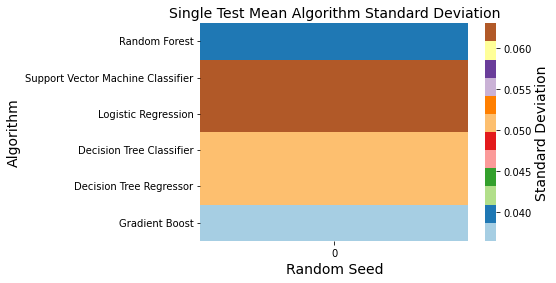 Single Test Mean Algorithm Standard Deviation
Random Forest
Support Vector Machine Classifier
Logistic Regression
Decision Tree Classifier
Decision Tree Regressor
Gradient Boost
Algorithm
0
Random Seed
0.060
0.055
0.050
0.045
0.040
Standard Deviation